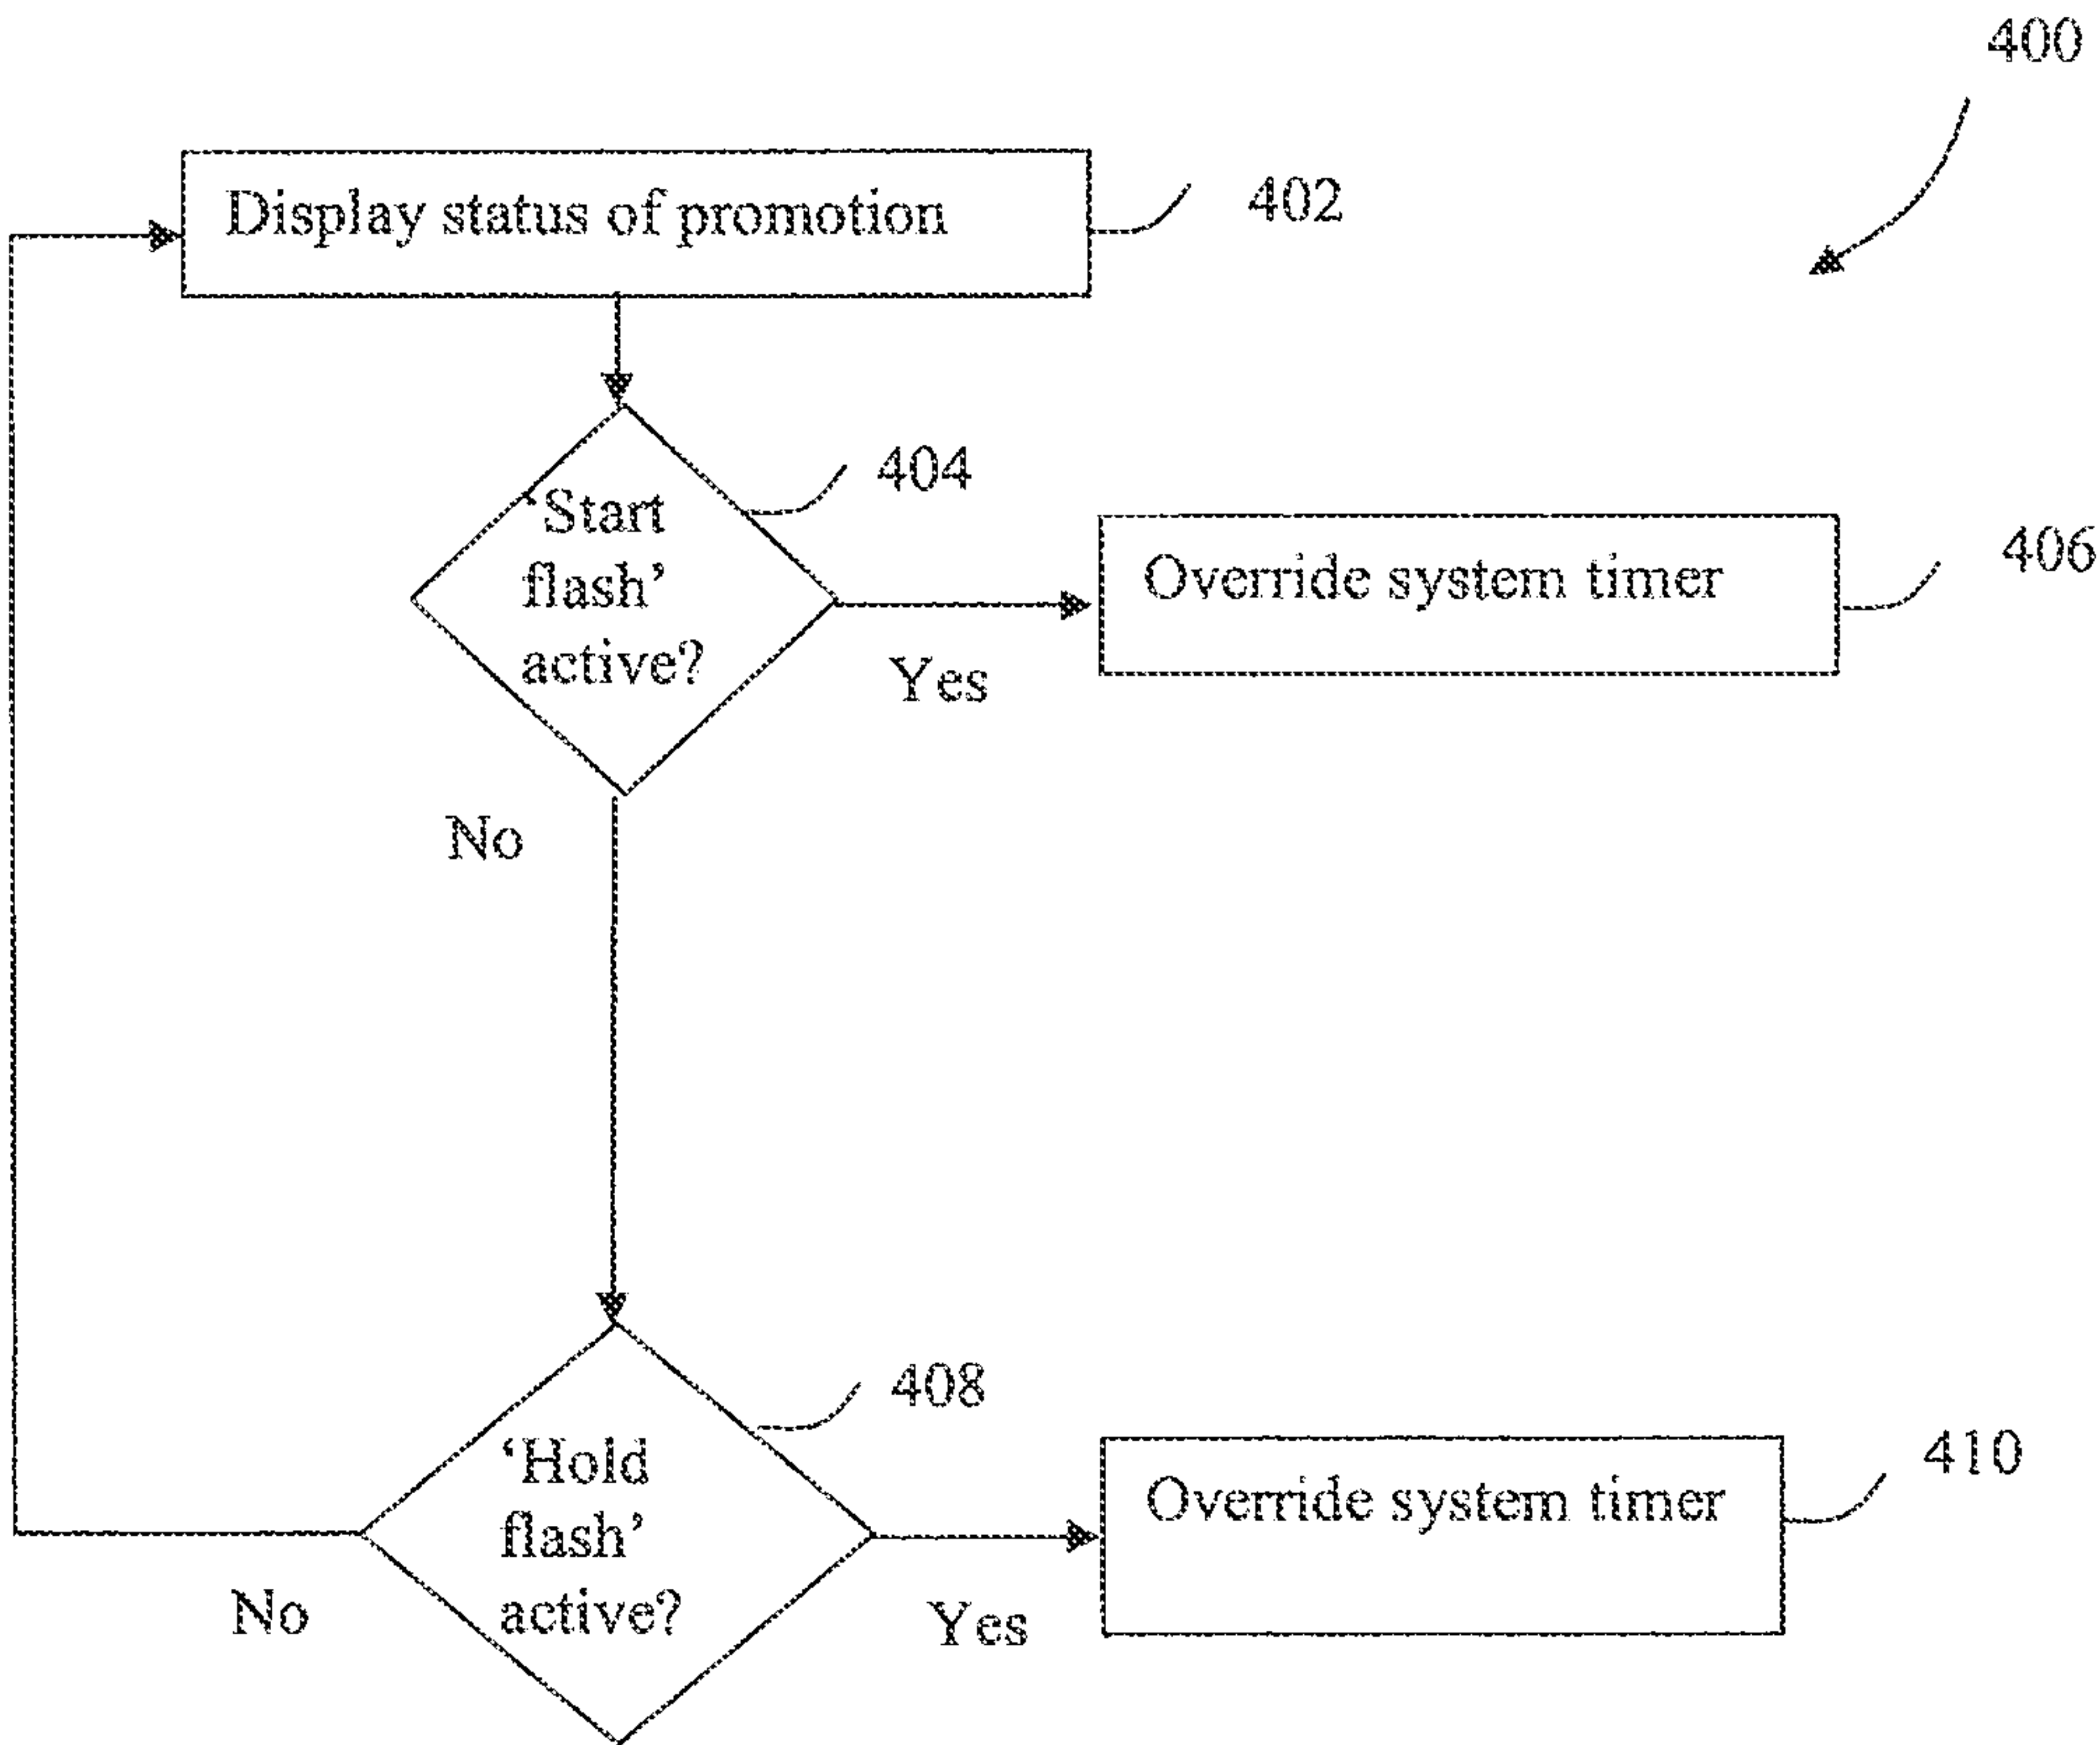 400
Display status of promotion
402
404
‘Start
flash’
active?
Override system timer
406
Yes
No
408
‘Hold
flash’
active?
Override system timer
410
No
Yes